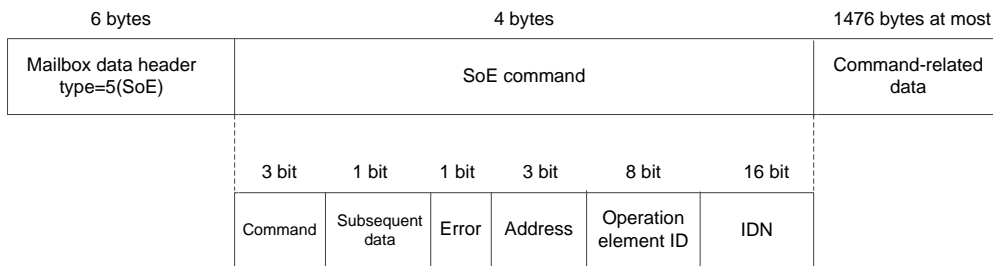 6 bytes
4 bytes
1476 bytes at most
Mailbox data header
type=5(SoE)
SoE command
Command-related
data
3 bit
1 bit
1 bit
3 bit
8 bit
16 bit
Command
Subsequent
data
Error
Address
Operation
element ID
IDN